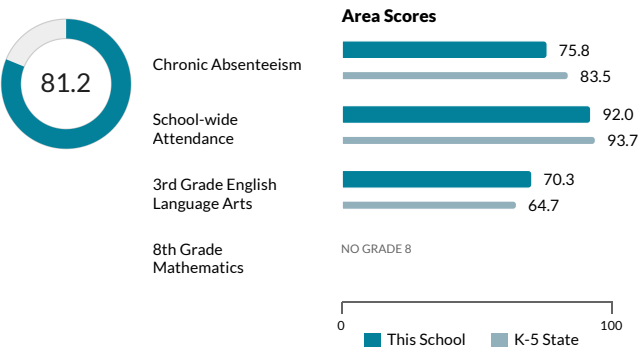 Area Scores
81.2
Chronic Absenteeism
75.8
83.5
School-wide
Attendance
92.0
93.7
3rd Grade English
Language Arts
70.3
64.7
8th Grade
Mathematics
NO GRADE 8
0
100
This School
K-5 State